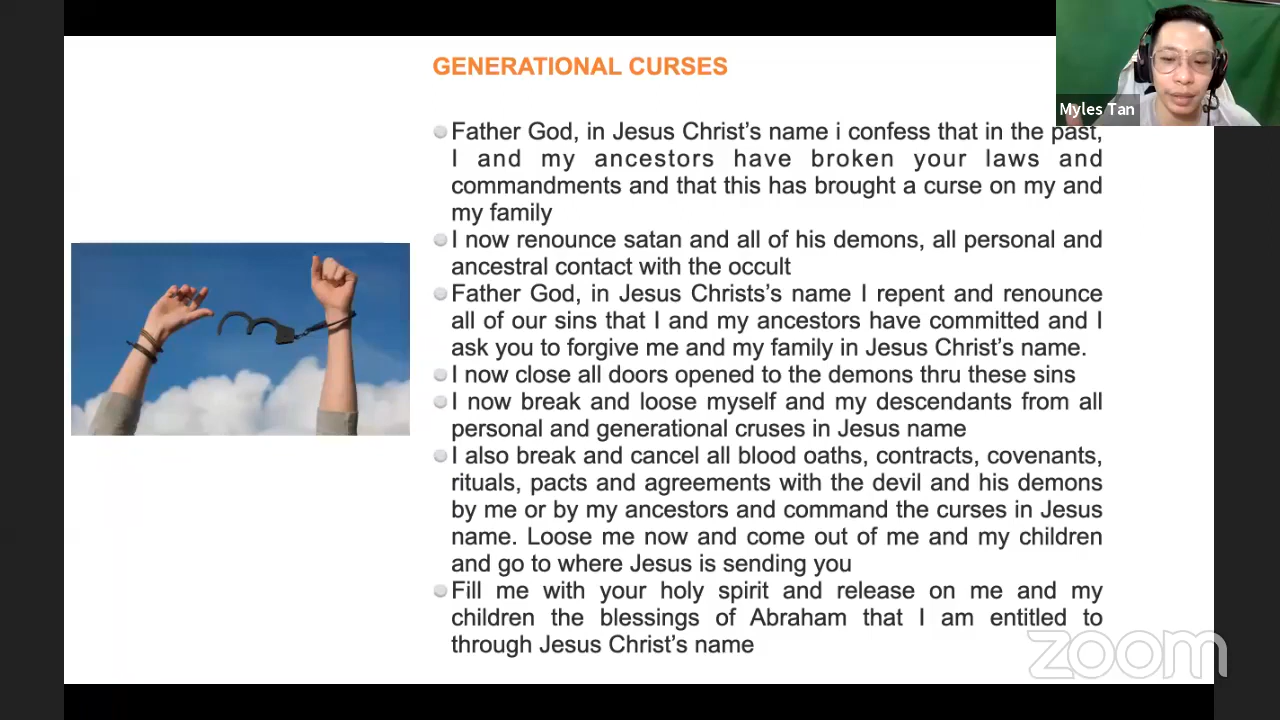 GENERATIONAL CURSES
Myles Tan
Father God, in Jesus Christ’s name i confess that in the past,
I and my ancestors have broken your laws and
commandments and that this has brought a curse on my and
my family
I now renounce satan and all of his demons, all personal and
ancestral contact with the occult
Father God, in Jesus Christs’s name I repent and renounce
all of our sins that I and my ancestors have committed and I
ask you to forgive me and my family in Jesus Christ’s name.
I now close all doors opened to the demons thru these sins
I now break and loose myself and my descendants from all
personal and generational cruses in Jesus name
I also break and cancel all blood oaths, contracts, covenants,
rituals, pacts and agreements with the devil and his demons
by me or by my ancestors and command the curses in Jesus
name. Loose me now and come out of me and my children
and go to where Jesus is sending you
Fill me with your holy spirit and release on me and my
children the blessings of Abraham that I am entitled to
through Jesus Christ’s name
zoom